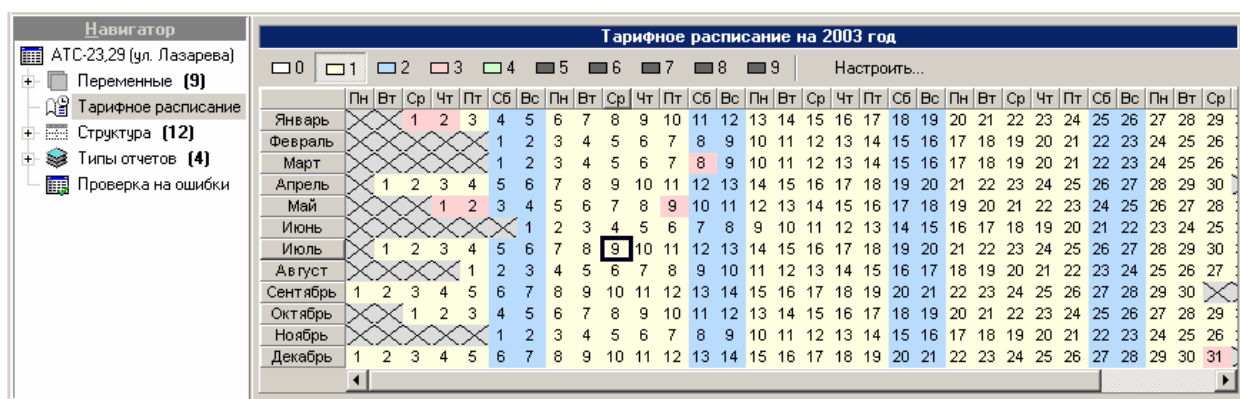 Навигатор
АТС-23,29 (ул. Лазарева)
Переменные (9)
Тарифное расписание
Структура (12)
Типы отчетов (4)
Проверка на ошибки
Тарифное расписание на 2003 год
0 1 2 3 4 5 6 7 8 9 Настроить...
Пн Вт Ср Чт Пт Сб Вс Пн Вт Ср Чт Пт Сб Вс Пн Вт Ср Чт Пт Сб Вс Пн Вт Ср Чт Пт Сб Вс Пн Вт Ср
Январь 1 2 3 4 5 6 7 8 9 10 11 12 13 14 15 16 17 18 19 20 21 22 23 24 25 26 27 28 29
Февраль 1 2 3 4 5 6 7 8 9 10 11 12 13 14 15 16 17 18 19 20 21 22 23 24 25 26
Март 1 2 3 4 5 6 7 8 9 10 11 12 13 14 15 16 17 18 19 20 21 22 23 24 25 26
Апрель 1 2 3 4 5 6 7 8 9 10 11 12 13 14 15 16 17 18 19 20 21 22 23 24 25 26 27 28 29 30
Май 1 2 3 4 5 6 7 8 9 10 11 12 13 14 15 16 17 18 19 20 21 22 23 24 25 26 27 28
Июнь 1 2 3 4 5 6 7 8 9 10 11 12 13 14 15 16 17 18 19 20 21 22 23 24 25
Июль 1 2 3 4 5 6 7 8 9 10 11 12 13 14 15 16 17 18 19 20 21 22 23 24 25 26 27 28 29 30
Август 1 2 3 4 5 6 7 8 9 10 11 12 13 14 15 16 17 18 19 20 21 22 23 24 25 26 27
Сентябрь 1 2 3 4 5 6 7 8 9 10 11 12 13 14 15 16 17 18 19 20 21 22 23 24 25 26 27 28 29 30
Октябрь 1 2 3 4 5 6 7 8 9 10 11 12 13 14 15 16 17 18 19 20 21 22 23 24 25 26 27 28 29
Ноябрь 1 2 3 4 5 6 7 8 9 10 11 12 13 14 15 16 17 18 19 20 21 22 23 24 25 26
Декабрь 1 2 3 4 5 6 7 8 9 10 11 12 13 14 15 16 17 18 19 20 21 22 23 24 25 26 27 28 29 30 31